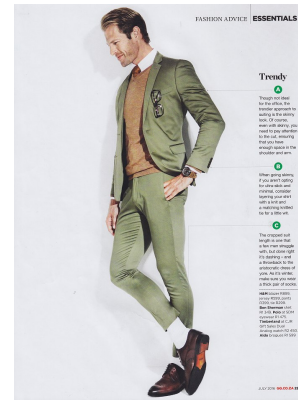 FASHION ADVICE ESSENTIALS
Trendy
A
Though not ideal
for the office, the
trendier approach to
suiting is the skinny
look. Of course,
even with skinny, you
need to pay attention
to the cut, ensuring
that you have
enough space in the
shoulder and arm.
B
When going skinny,
if you aren't opting
for ultra-slick and
minimal, consider
layering your shirt
with a knit and
a matching knitted
tie for a little wit.
C
The cropped suit
length is one that
a few men struggle
with, but done right
it's dashing – and
a throwback to the
aristocratic dress of
yore. As it's winter,
make sure you wear
a thick pair of socks.
JULY 2016